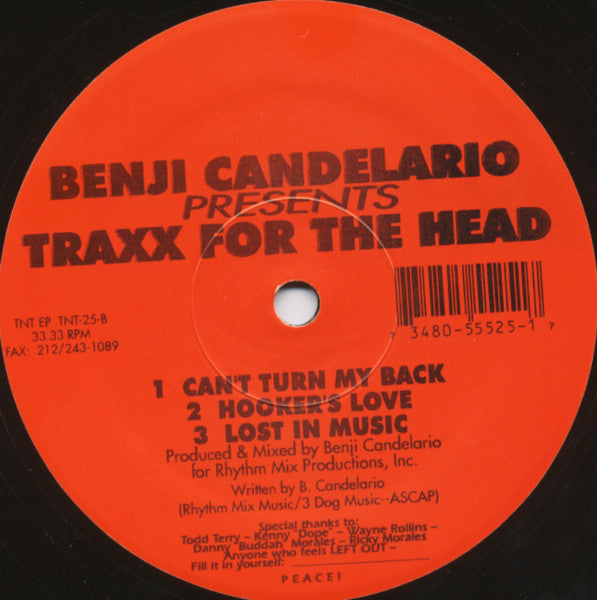 BENJI CANDELARIO
PRESENTS
TRAXX FOR THE HEAD
TNT EP TNT-25-B
33.33 RPM
FAX: 212/243-1089
7 3480-55525-1 7
1 CAN'T TURN MY BACK
2 HOOKER'S LOVE
3 LOST IN MUSIC
Produced & Mixed by Benji Candelario
for Rhythm Mix Productions, Inc.
Written by B. Candelario
(Rhythm Mix Music/3 Dog Music--ASCAP)
Special thanks to:
Todd Terry – Kenny "Dope" – Wayne Rollins –
Danny "Buddah" Morales – Ricky Morales
Anyone who feels LEFT OUT –
Fill it in yourself:
PEACE!